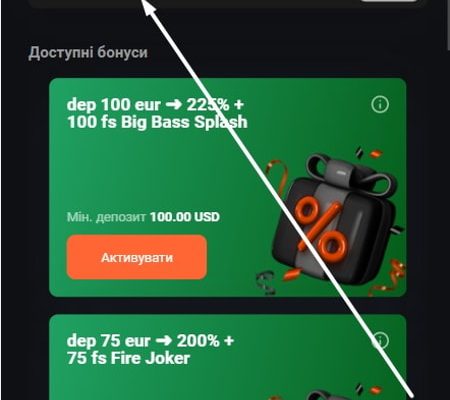 Доступні бонуси
dep 100 eur ➜ 225% +
100 fs Big Bass Splash
Мін. депозит 100.00 USD
Активувати
dep 75 eur ➜ 200% +
75 fs Fire Joker